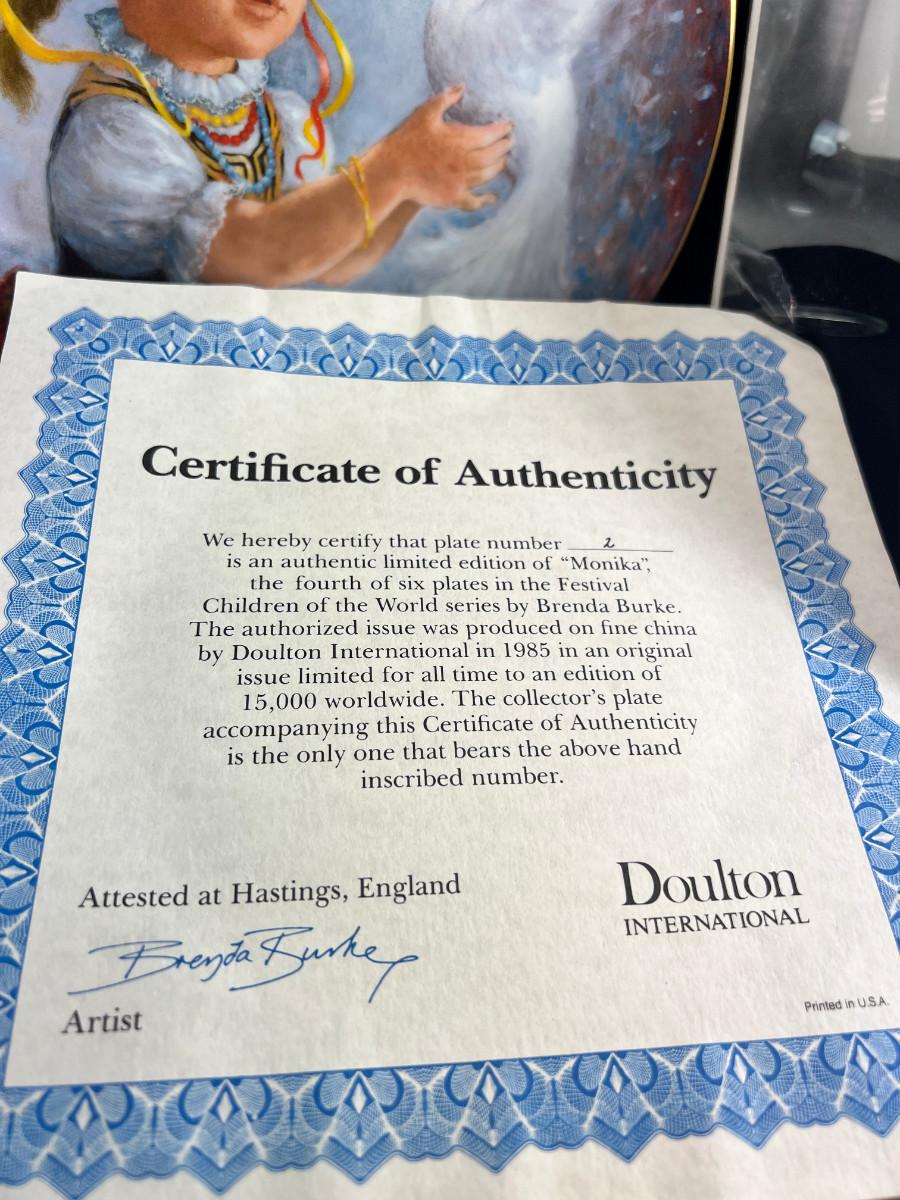 Certificate of Authenticity
We hereby certify that plate number 2
is an authentic limited edition of “Monika”,
the fourth of six plates in the Festival
Children of the World series by Brenda Burke.
The authorized issue was produced on fine china
by Doulton International in 1985 in an original
issue limited for all time to an edition of
15,000 worldwide. The collector’s plate
accompanying this Certificate of Authenticity
is the only one that bears the above hand
inscribed number.
Attested at Hastings, England
Doulton
INTERNATIONAL
Brenda Burke
Artist
Printed in U.S.A.